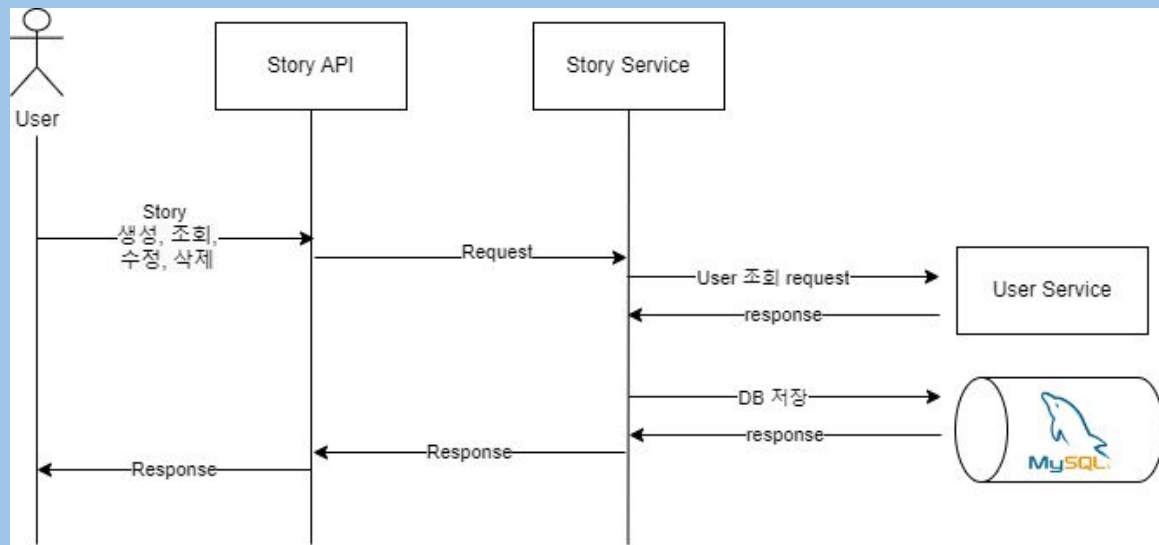 Story API
Story Service
User
Story
생성, 조회,
수정, 삭제
Request
User 조회 request
User Service
response
DB 저장
response
MySQL
Response
Response